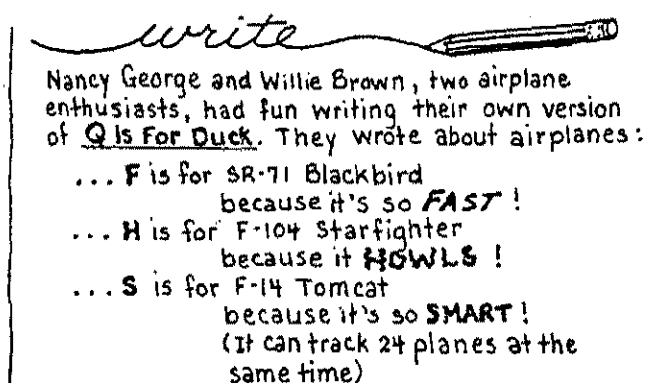 write
Nancy George and Willie Brown, two airplane
enthusiasts, had fun writing their own version
of Q Is For Duck. They wrote about airplanes:
... F is for SR-71 Blackbird
because it's so FAST!
... H is for F-104 Starfighter
because it HOWLS!
... S is for F-14 Tomcat
because it's so SMART!
(It can track 24 planes at the
same time)